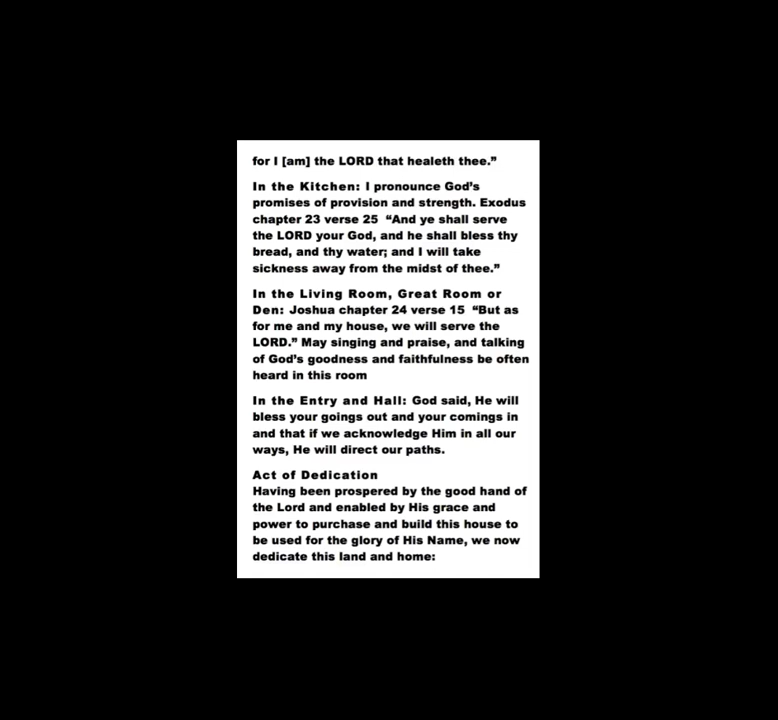 for I [am] the LORD that healeth thee.”
In the Kitchen: I pronounce God’s
promises of provision and strength. Exodus
chapter 23 verse 25 “And ye shall serve
the LORD your God, and he shall bless thy
bread, and thy water; and I will take
sickness away from the midst of thee.”
In the Living Room, Great Room or
Den: Joshua chapter 24 verse 15 “But as
for me and my house, we will serve the
LORD.” May singing and praise, and talking
of God’s goodness and faithfulness be often
heard in this room
In the Entry and Hall: God said, He will
bless your goings out and your comings in
and that if we acknowledge Him in all our
ways, He will direct our paths.
Act of Dedication
Having been prospered by the good hand of
the Lord and enabled by His grace and
power to purchase and build this house to
be used for the glory of His Name, we now
dedicate this land and home: